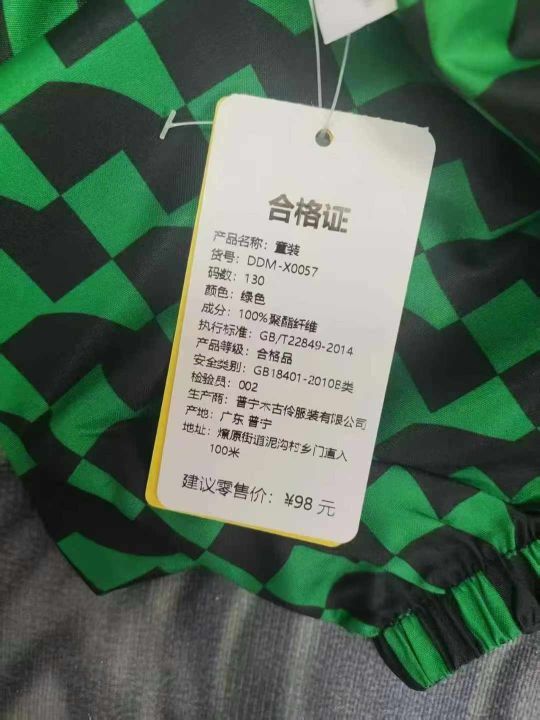 合格证
产品名称：童装
货号：DDM-X0057
码数：130
颜色：绿色
成分：100%聚酯纤维
执行标准：GB/T22849-2014
产品等级：合格品
安全类别：GB18401-2010B类
检验员：002
生产商：普宁木古伶服装有限公司
产地：广东 普宁
地址：燎原街道泥沟村乡门直入
100米
建议零售价：¥98 元